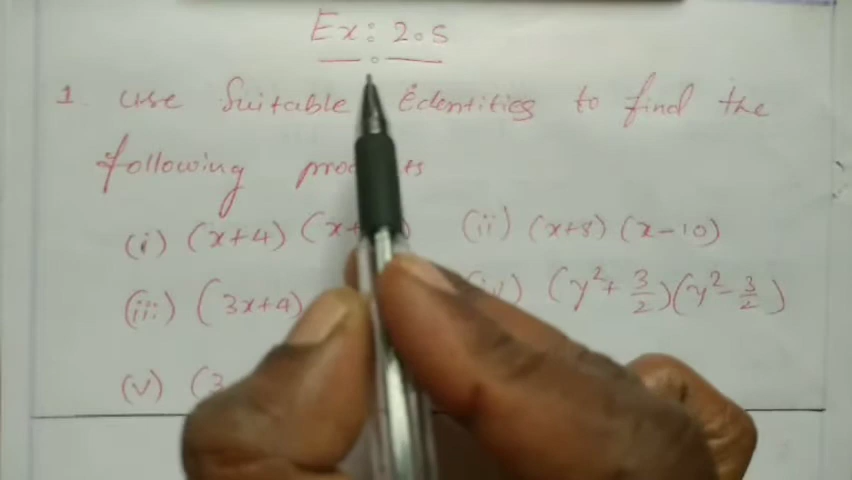 Ex: 2.5
1 use Suitable identities to find the
following
(i) (x+4) (x+ (ii) (x+8) (x-10)
(iii) (3x+4) (y²+ 3/2)(y²- 3/2)
(v) (3